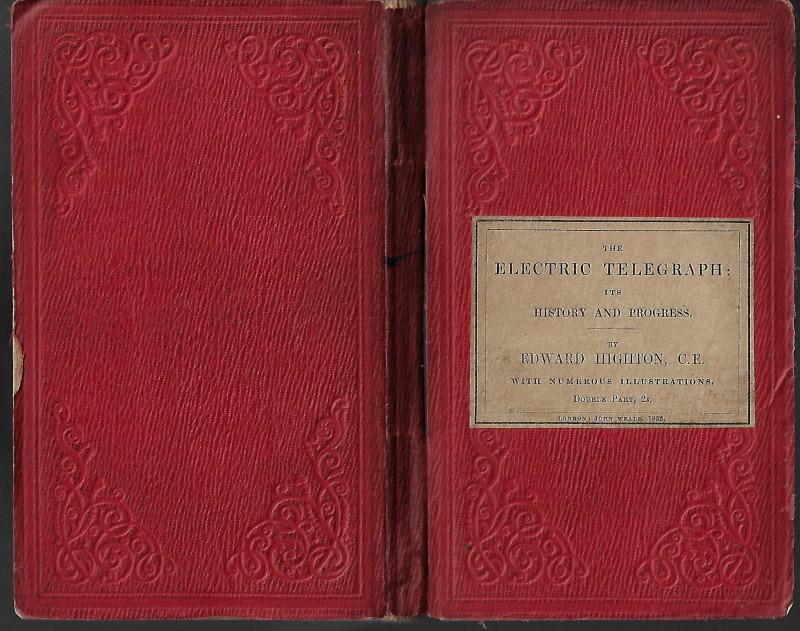 THE
ELECTRIC TELEGRAPH:
ITS
HISTORY AND PROGRESS.
BY
EDWARD HIGHTON, C.E.
WITH NUMEROUS ILLUSTRATIONS.
DOUBLE PART, 2s.
LONDON: JOHN WEALE. 1852.